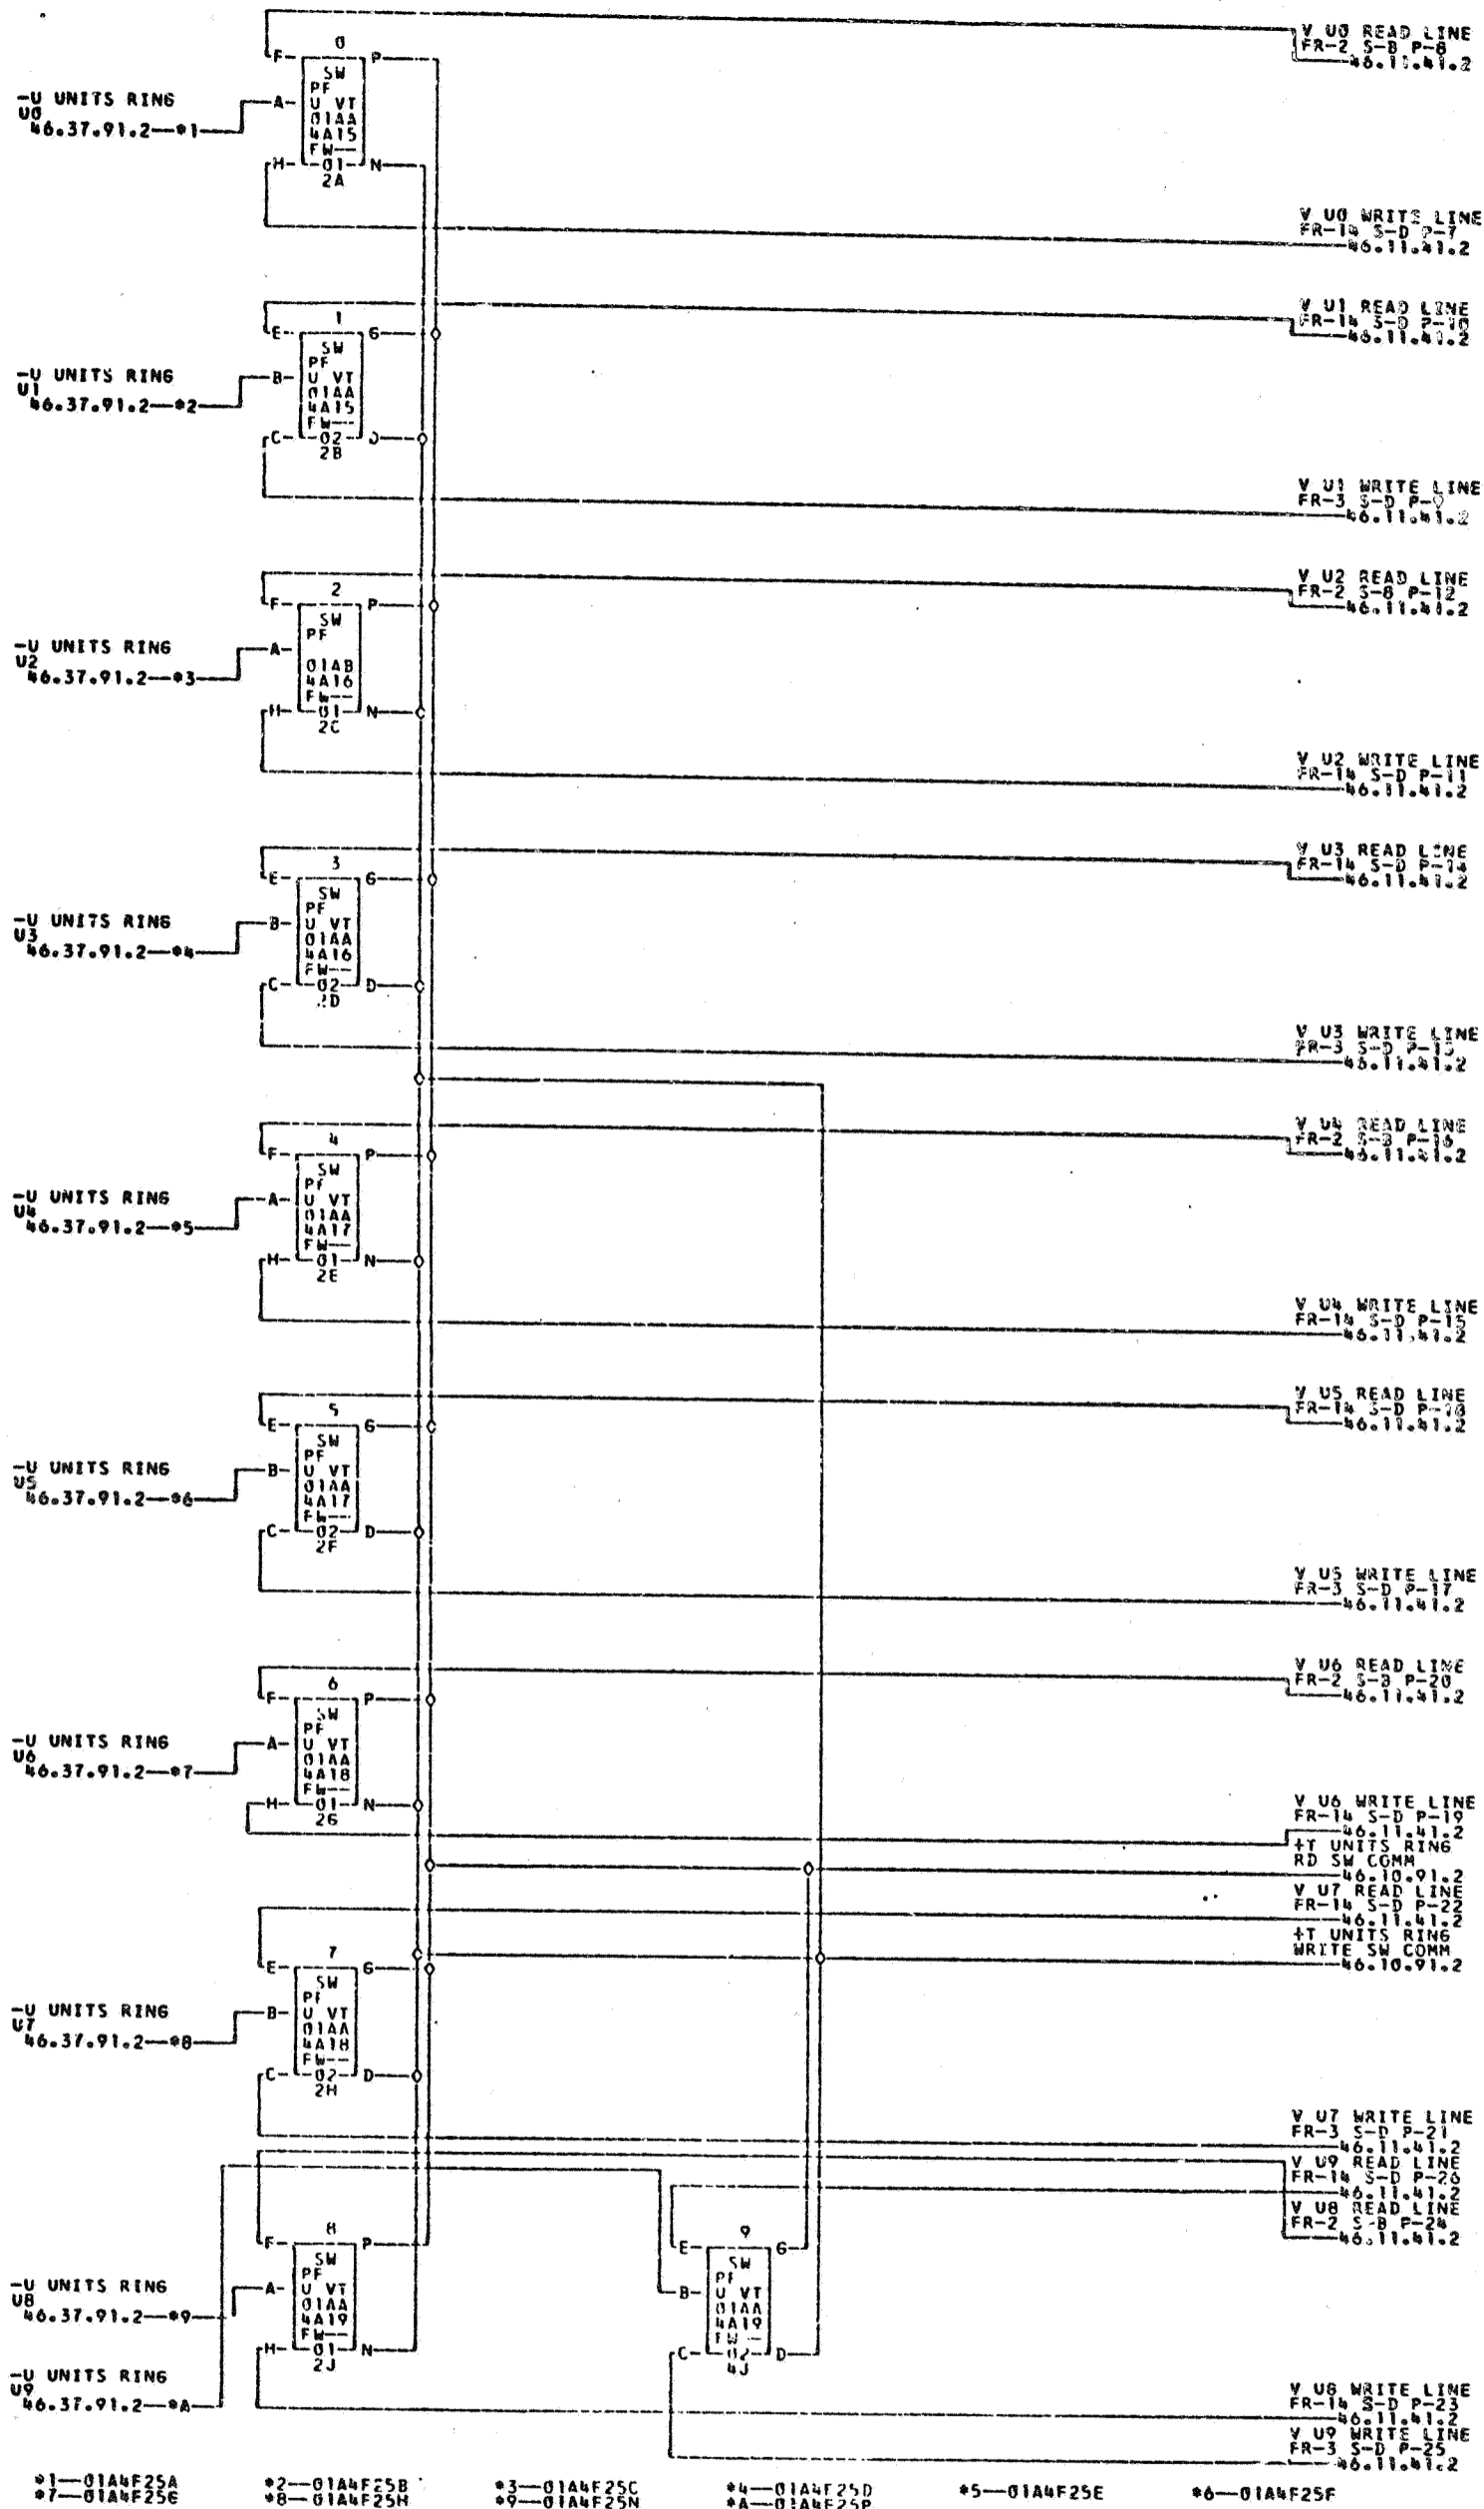 V U0 READ LINE
FR-2 S-B P-8
46.11.41.2
0
F P
SW
PF
-U UNITS RING
U0
46.37.91.2—*1
A
U VT
01AA
4A15
FW--
H 01 N
2A
V U0 WRITE LINE
FR-14 S-D P-7
46.11.41.2
V U1 READ LINE
FR-14 S-D P-10
46.11.41.2
1
E G
SW
PF
-U UNITS RING
U1
46.37.91.2—*2
B
U VT
01AA
4A15
FW--
C 02
2B
V U1 WRITE LINE
FR-3 S-D P-9
46.11.41.2
V U2 READ LINE
FR-2 S-B P-12
46.11.41.2
2
F P
SW
PF
-U UNITS RING
U2
46.37.91.2—*3
A
01AB
4A16
FW--
H 01 N
2C
V U2 WRITE LINE
FR-14 S-D P-11
46.11.41.2
V U3 READ LINE
FR-14 S-D P-14
46.11.41.2
3
E G
SW
PF
-U UNITS RING
U3
46.37.91.2—*4
B
U VT
01AA
4A16
FW--
C 02 D
2D
V U3 WRITE LINE
FR-3 S-D P-13
46.11.41.2
V U4 READ LINE
FR-2 S-B P-16
46.11.41.2
4
F P
SW
PF
-U UNITS RING
U4
46.37.91.2—*5
A
U VT
01AA
4A17
FW--
H 01 N
2E
V U4 WRITE LINE
FR-14 S-D P-15
46.11.41.2
V U5 READ LINE
FR-14 S-D P-18
46.11.41.2
5
E G
SW
PF
-U UNITS RING
U5
46.37.91.2—*6
B
U VT
01AA
4A17
FW--
C 02 D
2F
V U5 WRITE LINE
FR-3 S-D P-17
46.11.41.2
V U6 READ LINE
FR-2 S-B P-20
46.11.41.2
6
F P
SW
PF
-U UNITS RING
U6
46.37.91.2—*7
A
U VT
01AA
4A18
FW--
H 01 N
2G
V U6 WRITE LINE
FR-14 S-D P-19
46.11.41.2
+T UNITS RING
RD SW COMM
46.10.91.2
V U7 READ LINE
FR-14 S-D P-22
46.11.41.2
+T UNITS RING
WRITE SW COMM
46.10.91.2
7
E G
SW
PF
-U UNITS RING
U7
46.37.91.2—*8
B
U VT
01AA
4A18
FW--
C 02 D
2H
V U7 WRITE LINE
FR-3 S-D P-21
46.11.41.2
V U9 READ LINE
FR-14 S-D P-26
46.11.41.2
V U8 READ LINE
FR-2 S-B P-24
46.11.41.2
8
F P
SW
PF
-U UNITS RING
U8
46.37.91.2—*9
A
U VT
01AA
4A19
FW--
H 01 N
2J
9
E G
SW
PF
B
U VT
01AA
4A19
FW--
C 02 D
4J
-U UNITS RING
U9
46.37.91.2—*A
V U8 WRITE LINE
FR-14 S-D P-23
46.11.41.2
V U9 WRITE LINE
FR-3 S-D P-25
46.11.41.2
*1—01A4F25A *2—01A4F25B *3—01A4F25C *4—01A4F25D *5—01A4F25E *6—01A4F25F
*7—01A4F25G *8—01A4F25H *9—01A4F25N *A—01A4F25P